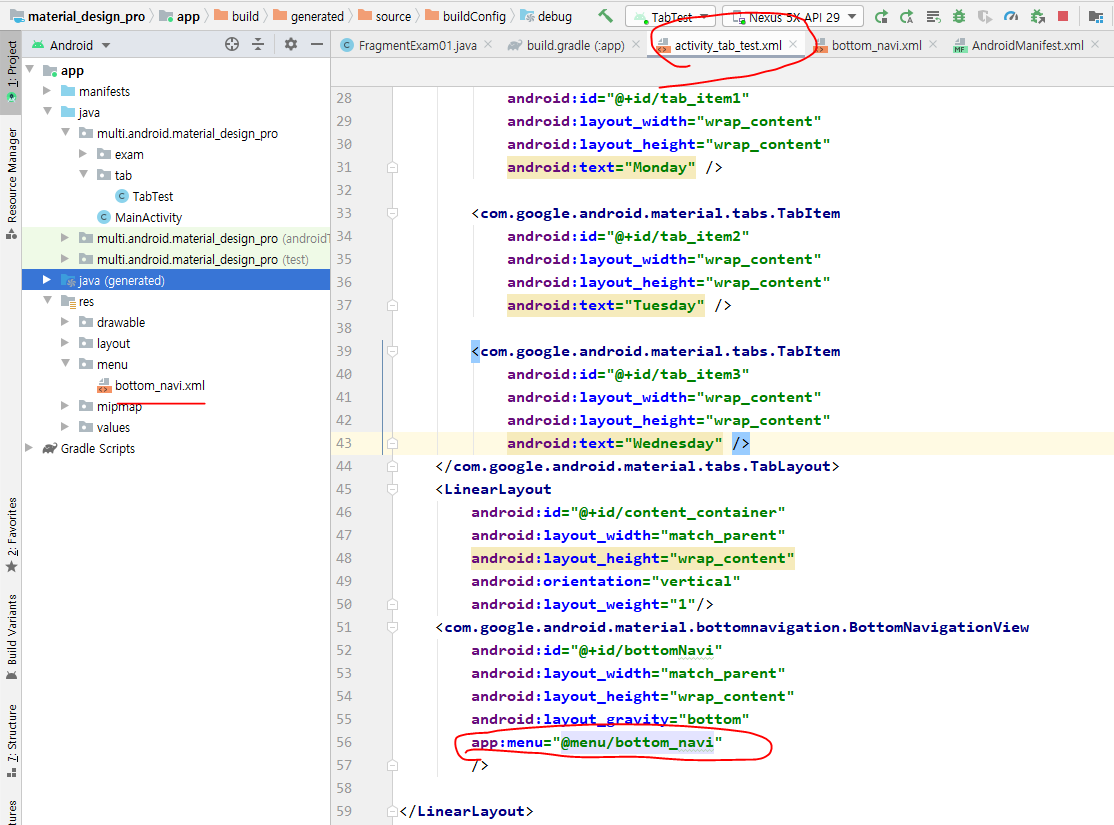 material_design_pro app build generated source buildConfig debug TabTest Nexus 5X API 29
Android FragmentExam01.java build.gradle (:app) activity_tab_test.xml bottom_navi.xml AndroidManifest.xml
1: Project
Resource Manager
2: Favorites
Build Variants
7: Structure
app
manifests
java
multi.android.material_design_pro
exam
tab
TabTest
MainActivity
multi.android.material_design_pro
multi.android.material_design_pro (test)
java (generated)
res
drawable
layout
menu
bottom_navi.xml
mipmap
values
Gradle Scripts
28 android:id="@+id/tab_item1"
29 android:layout_width="wrap_content"
30 android:layout_height="wrap_content"
31 android:text="Monday" />
32
33 <com.google.android.material.tabs.TabItem
34 android:id="@+id/tab_item2"
35 android:layout_width="wrap_content"
36 android:layout_height="wrap_content"
37 android:text="Tuesday" />
38
39 <com.google.android.material.tabs.TabItem
40 android:id="@+id/tab_item3"
41 android:layout_width="wrap_content"
42 android:layout_height="wrap_content"
43 android:text="Wednesday" />
44 </com.google.android.material.tabs.TabLayout>
45 <LinearLayout
46 android:id="@+id/content_container"
47 android:layout_width="match_parent"
48 android:layout_height="wrap_content"
49 android:orientation="vertical"
50 android:layout_weight="1"/>
51 <com.google.android.material.bottomnavigation.BottomNavigationView
52 android:id="@+id/bottomNavi"
53 android:layout_width="match_parent"
54 android:layout_height="wrap_content"
55 android:layout_gravity="bottom"
56 app:menu="@menu/bottom_navi"
57 />
58
59 </LinearLayout>